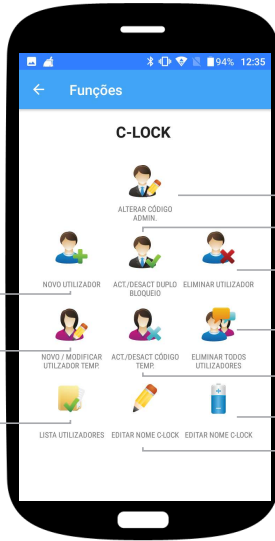 94% 12:35
Funções
C-LOCK
ALTERAR CÓDIGO
ADMIN.
NOVO UTILIZADOR
ACT./DESACT DUPLO
BLOQUEIO
ELIMINAR UTILIZADOR
NOVO / MODIFICAR
UTILZADOR TEMP.
ACT./DESACT CÓDIGO
TEMP.
ELIMINAR TODOS
UTILIZADORES
LISTA UTILIZADORES
EDITAR NOME C-LOCK
EDITAR NOME C-LOCK